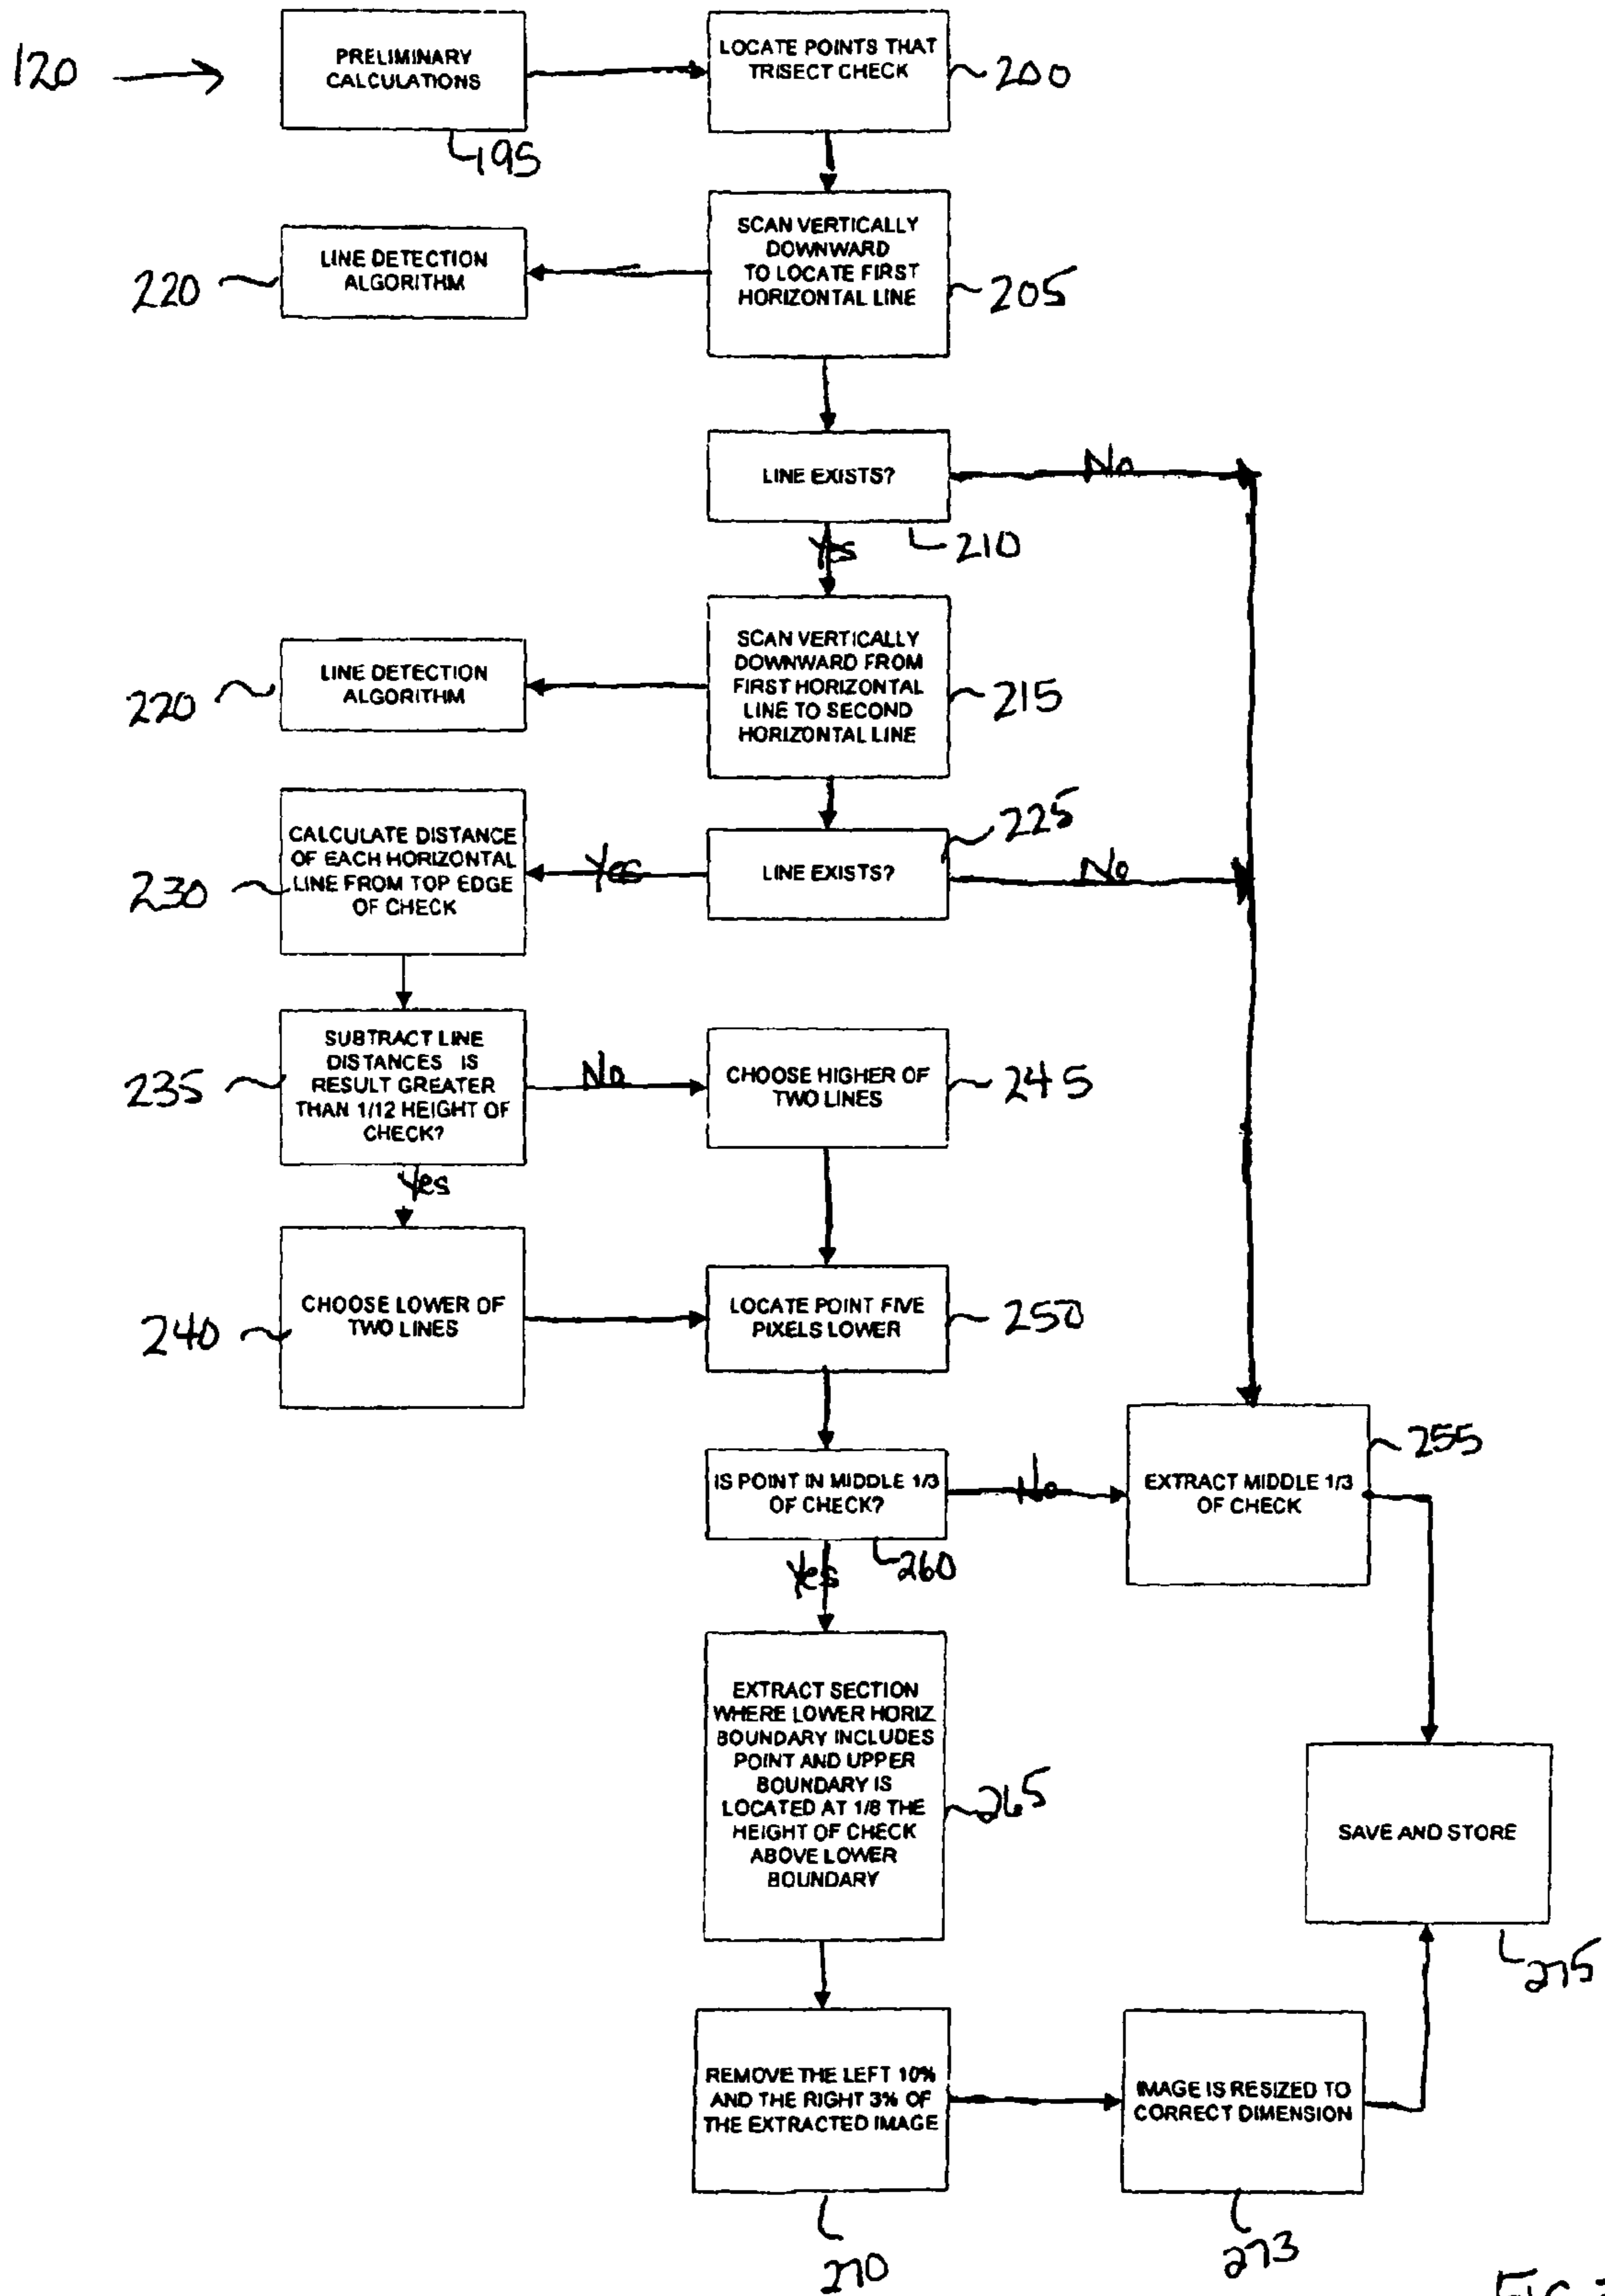 120
PRELIMINARY
CALCULATIONS
195
LOCATE POINTS THAT
TRISECT CHECK
200
LINE DETECTION
ALGORITHM
220
SCAN VERTICALLY
DOWNWARD
TO LOCATE FIRST
HORIZONTAL LINE
205
LINE EXISTS?
No
210
Yes
LINE DETECTION
ALGORITHM
220
SCAN VERTICALLY
DOWNWARD FROM
FIRST HORIZONTAL
LINE TO SECOND
HORIZONTAL LINE
215
CALCULATE DISTANCE
OF EACH HORIZONTAL
LINE FROM TOP EDGE
OF CHECK
230
Yes
LINE EXISTS?
225
No
SUBTRACT LINE
DISTANCES IS
RESULT GREATER
THAN 1/12 HEIGHT OF
CHECK?
235
No
Yes
CHOOSE HIGHER OF
TWO LINES
245
CHOOSE LOWER OF
TWO LINES
240
LOCATE POINT FIVE
PIXELS LOWER
250
IS POINT IN MIDDLE 1/3
OF CHECK?
No
260
Yes
EXTRACT MIDDLE 1/3
OF CHECK
255
EXTRACT SECTION
WHERE LOWER HORIZ
BOUNDARY INCLUDES
POINT AND UPPER
BOUNDARY IS
LOCATED AT 1/8 THE
HEIGHT OF CHECK
ABOVE LOWER
BOUNDARY
265
SAVE AND STORE
275
REMOVE THE LEFT 10%
AND THE RIGHT 3% OF
THE EXTRACTED IMAGE
270
IMAGE IS RESIZED TO
CORRECT DIMENSION
273
FIG.